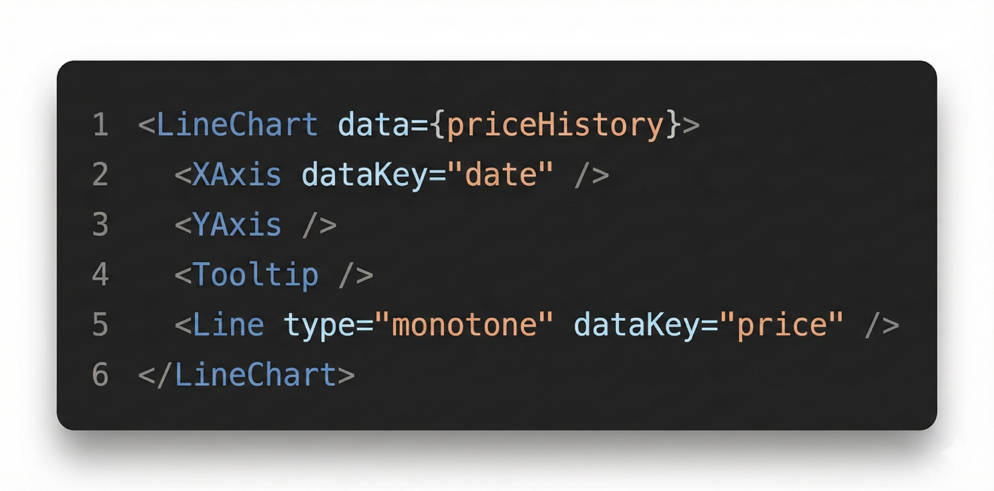 1 <LineChart data={priceHistory}>
2   <XAxis dataKey="date" />
3   <YAxis />
4   <Tooltip />
5   <Line type="monotone" dataKey="price" />
6 </LineChart>